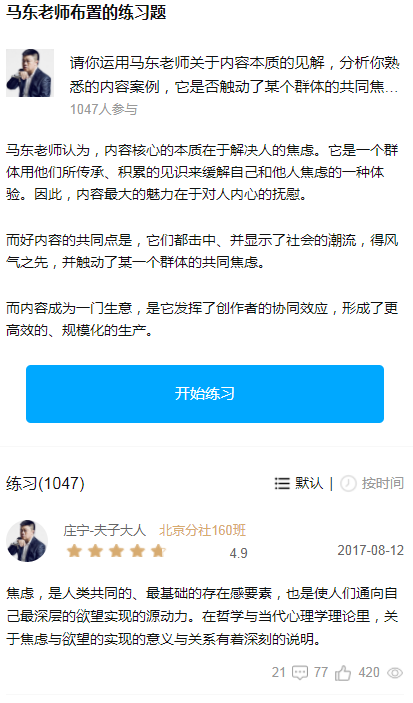 马东老师布置的练习题
请你运用马东老师关于内容本质的见解，分析你熟
悉的内容案例，它是否触动了某个群体的共同焦...
1047人参与
马东老师认为，内容核心的本质在于解决人的焦虑。它是一个群
体用他们所传承、积累的见识来缓解自己和他人焦虑的一种体
验。因此，内容最大的魅力在于对人内心的抚慰。
而好内容的共同点是，它们都击中、并显示了社会的潮流，得风
气之先，并触动了某一个群体的共同焦虑。
而内容成为一门生意，是它发挥了创作者的协同效应，形成了更
高效的、规模化的生产。
开始练习
练习(1047)
默认 | 按时间
庄宁-夫子大人 北京分社160班
4.9
2017-08-12
焦虑，是人类共同的、最基础的存在感要素，也是使人们通向自
己最深层的欲望实现的源动力。在哲学与当代心理学理论里，关
于焦虑与欲望的实现的意义与关系有着深刻的说明。
21 77 420